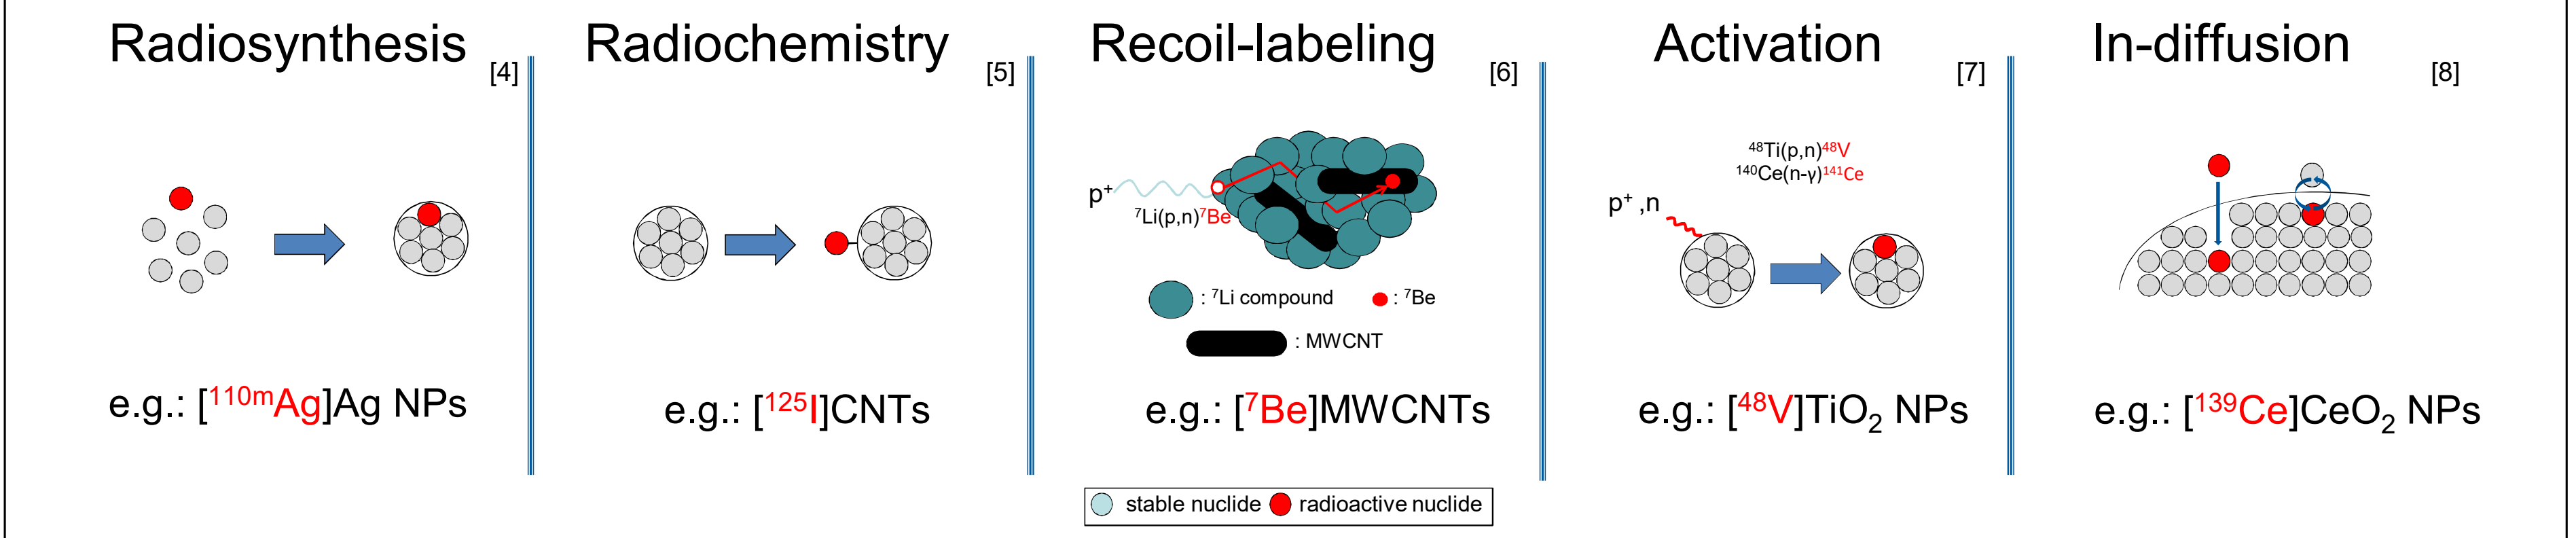 Radiosynthesis
[4]
e.g.: [¹¹⁰ᵐAg]Ag NPs
Radiochemistry
[5]
e.g.: [¹²⁵I]CNTs
Recoil-labeling
[6]
p⁺
⁷Li(p,n)⁷Be
: ⁷Li compound
: ⁷Be
: MWCNT
e.g.: [⁷Be]MWCNTs
Activation
[7]
⁴⁸Ti(p,n)⁴⁸V
¹⁴⁰Ce(n-γ)¹⁴¹Ce
p⁺ ,n
e.g.: [⁴⁸V]TiO₂ NPs
In-diffusion
[8]
e.g.: [¹³⁹Ce]CeO₂ NPs
stable nuclide
radioactive nuclide